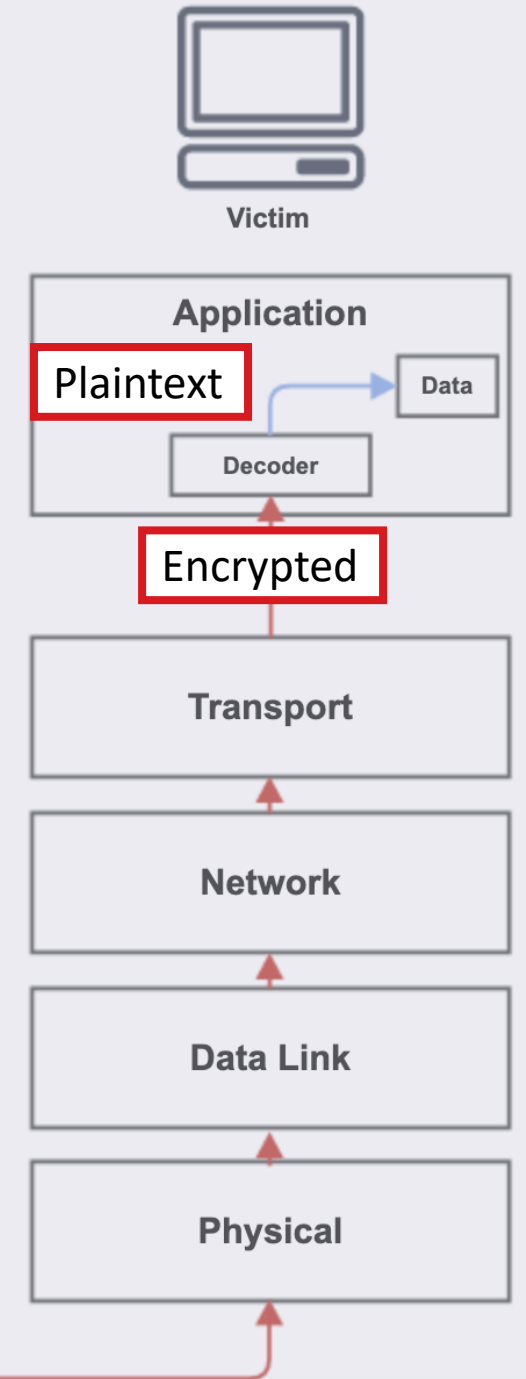 Victim
Application
Plaintext
Data
Decoder
Encrypted
Transport
Network
Data Link
Physical